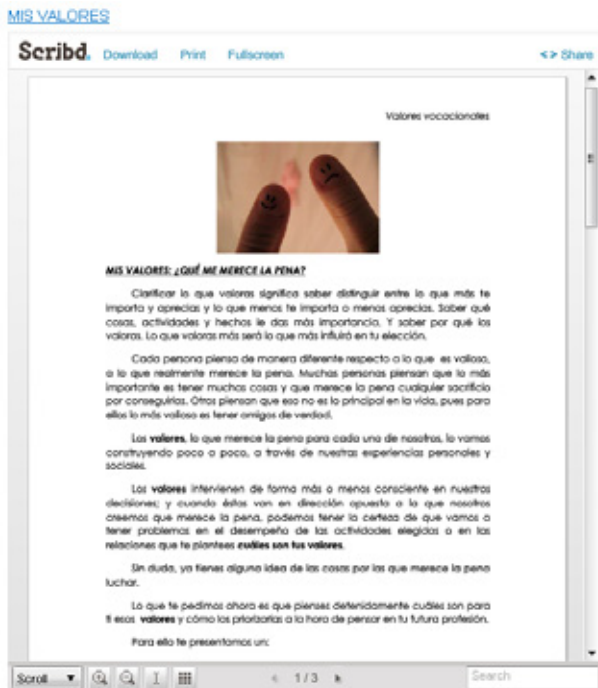 MIS VALORES
Scribd. Download Print Fullscreen <> Share
Valores vocacionales
MIS VALORES: ¿QUÉ ME MERECE LA PENA?
Clarificar lo que valoras significa saber distinguir entre lo que más te
importa y aprecias y lo que menos te importa o menos aprecias. Saber qué
cosas, actividades y hechos le das más importancia. Y saber por qué los
valoras. Lo que valoras más será lo que más influirá en tu elección.
Cada persona piensa de manera diferente respecto a lo que es valioso,
a lo que realmente merece la pena. Muchas personas piensan que lo más
importante es tener muchas cosas y que merece la pena cualquier sacrificio
por conseguirlas. Otros piensan que eso no es lo principal en la vida, pues para
ellos lo más valioso es tener amigos de verdad.
Los valores, lo que merece la pena para cada uno de nosotros, lo vamos
construyendo poco a poco, a través de nuestras experiencias personales y
sociales.
Los valores intervienen de forma más o menos consciente en nuestras
decisiones; y cuando éstas van en dirección opuesta a lo que nosotros
creemos que merece la pena, podemos tener la certeza de que vamos a
tener problemas en el desempeño de las actividades elegidas o en las
relaciones que te plantees cuáles son tus valores.
Sin duda, ya tienes alguna idea de las cosas por las que merece la pena
luchar.
Lo que te pedimos ahora es que pienses detenidamente cuáles son para
ti esos valores y cómo los priorizarías a la hora de pensar en tu futura profesión.
Para ello te presentamos un:
Scroll 1/3 Search